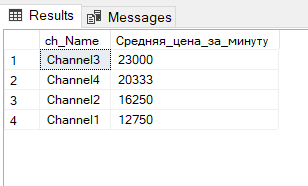 Results Messages
ch_Name Средняя_цена_за_минуту
1 Channel3 23000
2 Channel4 20333
3 Channel2 16250
4 Channel1 12750